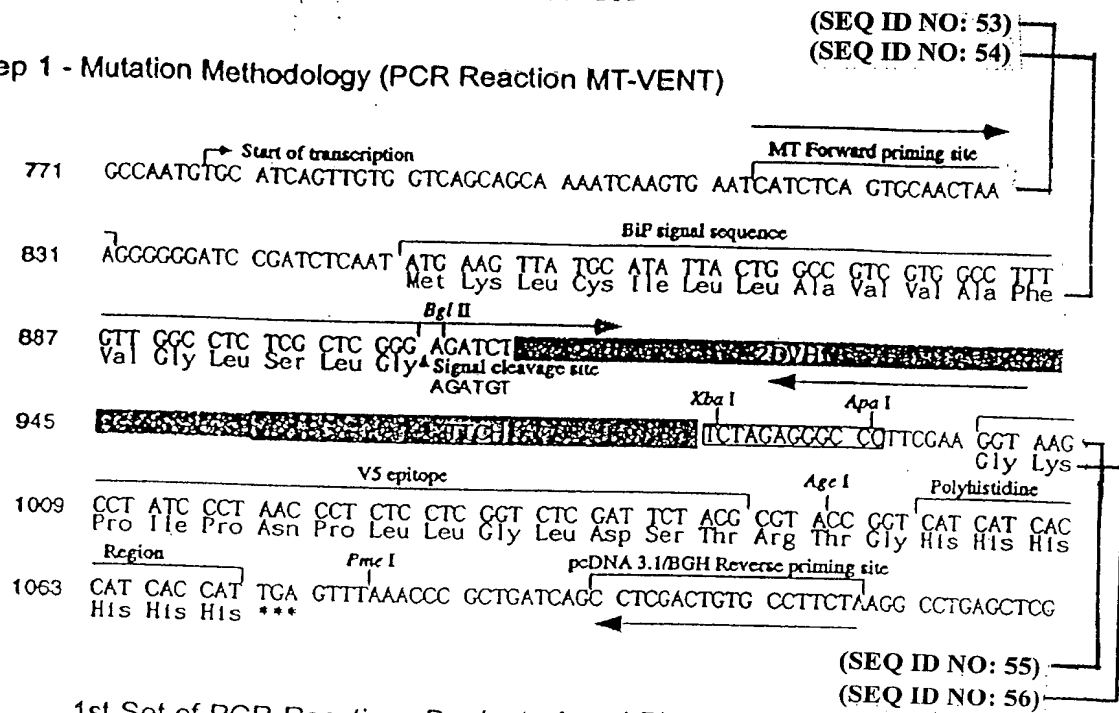 (SEQ ID NO: 53)
(SEQ ID NO: 54)
ep 1 - Mutation Methodology (PCR Reaction MT-VENT)
Start of transcription
MT Forward priming site
771 GCCAATGTGC ATCAGTTGTG GTCAGCAGCA AAATCAAGTG AATCATCTCA GTGCAACTAA
BiP signal sequence
831 AGGGGGGATC CGATCTCAAT ATG AAG TTA TGC ATA TTA CTG GCC GTC GTG GCC TTT
Met Lys Leu Cys Ile Leu Leu Ala Val Val Ala Phe
Bgl II
887 GTT GGC CTC TCG CTC GGG AGATCT
Val Gly Leu Ser Leu Gly Signal cleavage site
AGATGT
Xba I Apa I
945 TCTAGAGGGC CC TTCGAA GGT AAG
Gly Lys
V5 epitope Age I Polyhistidine
1009 CCT ATC CCT AAC CCT CTC CTC GGT CTC GAT TCT ACG CGT ACC GGT CAT CAT CAC
Pro Ile Pro Asn Pro Leu Leu Gly Leu Asp Ser Thr Arg Thr Gly His His His
Region Pme I pcDNA 3.1/BGH Reverse priming site
1063 CAT CAC CAT TGA GTTTAAACCC GCTGATCAGC CTCGACTGTG CCTTCTAAGG CCTGAGCTCG
His His His ***
(SEQ ID NO: 55)
(SEQ ID NO: 56)
1st Set of PCR